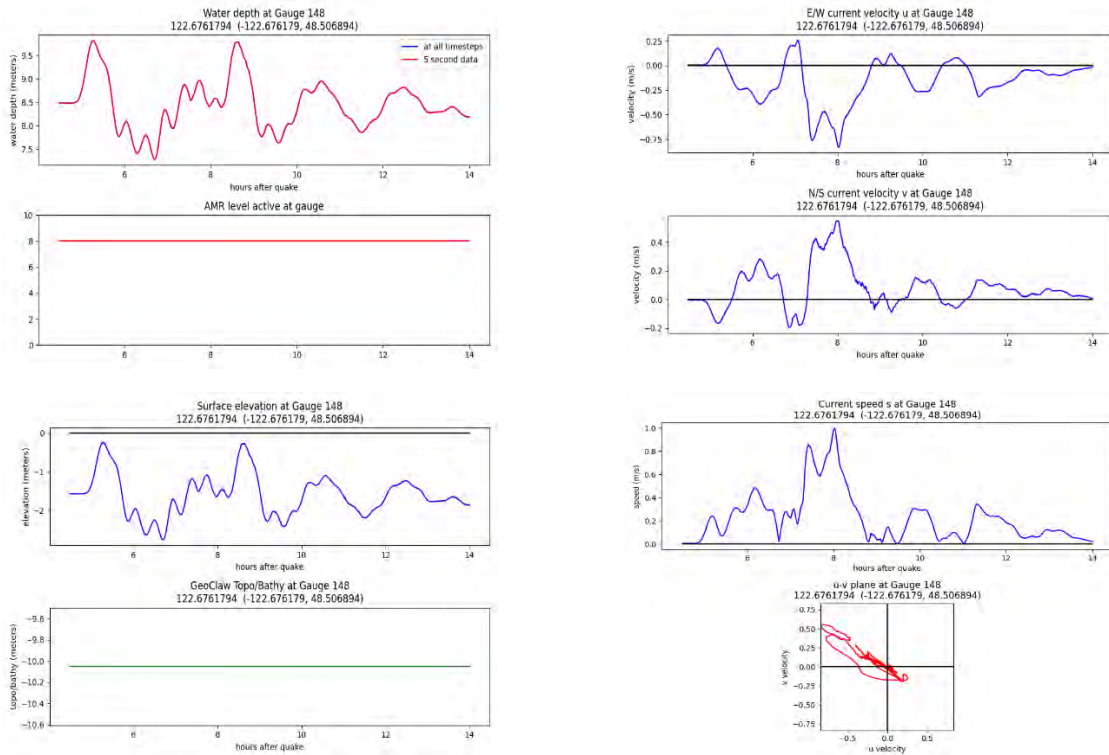 Water depth at Gauge 148
122.6761794 (-122.676179, 48.506894)
at all timesteps
5 second data
water depth (meters)
9.5
9.0
8.5
8.0
7.5
6 8 10 12 14
hours after quake
AMR level active at gauge
10
8
6
4
2
0
6 8 10 12 14
hours after quake
Surface elevation at Gauge 148
122.6761794 (-122.676179, 48.506894)
elevation (meters)
0
−1
−2
6 8 10 12 14
hours after quake
GeoClaw Topo/Bathy at Gauge 148
122.6761794 (-122.676179, 48.506894)
topo/bathy (meters)
−9.8
−10.0
−10.2
−10.4
−10.6
6 8 10 12 14
hours after quake
E/W current velocity u at Gauge 148
122.6761794 (-122.676179, 48.506894)
velocity (m/s)
0.25
0.00
−0.25
−0.50
−0.75
6 8 10 12 14
hours after quake
N/S current velocity v at Gauge 148
122.6761794 (-122.676179, 48.506894)
velocity (m/s)
0.4
0.2
0.0
−0.2
6 8 10 12 14
hours after quake
Current speed s at Gauge 148
122.6761794 (-122.676179, 48.506894)
speed (m/s)
1.0
0.8
0.6
0.4
0.2
0.0
6 8 10 12 14
hours after quake
u-v plane at Gauge 148
122.6761794 (-122.676179, 48.506894)
v velocity
0.75
0.50
0.25
0.00
−0.25
−0.50
−0.75
−0.5 0.0 0.5
u velocity